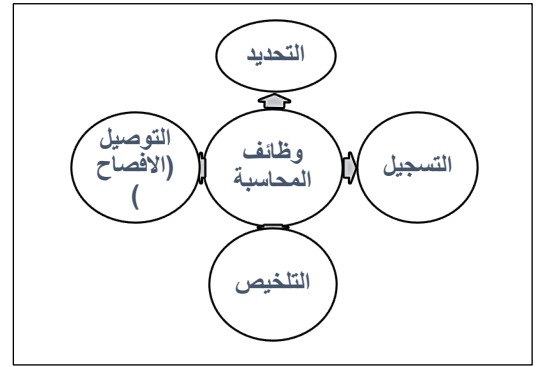 التحديد
وظائف
المحاسبة
التسجيل
التلخيص
التوصيل
(الافصاح
)